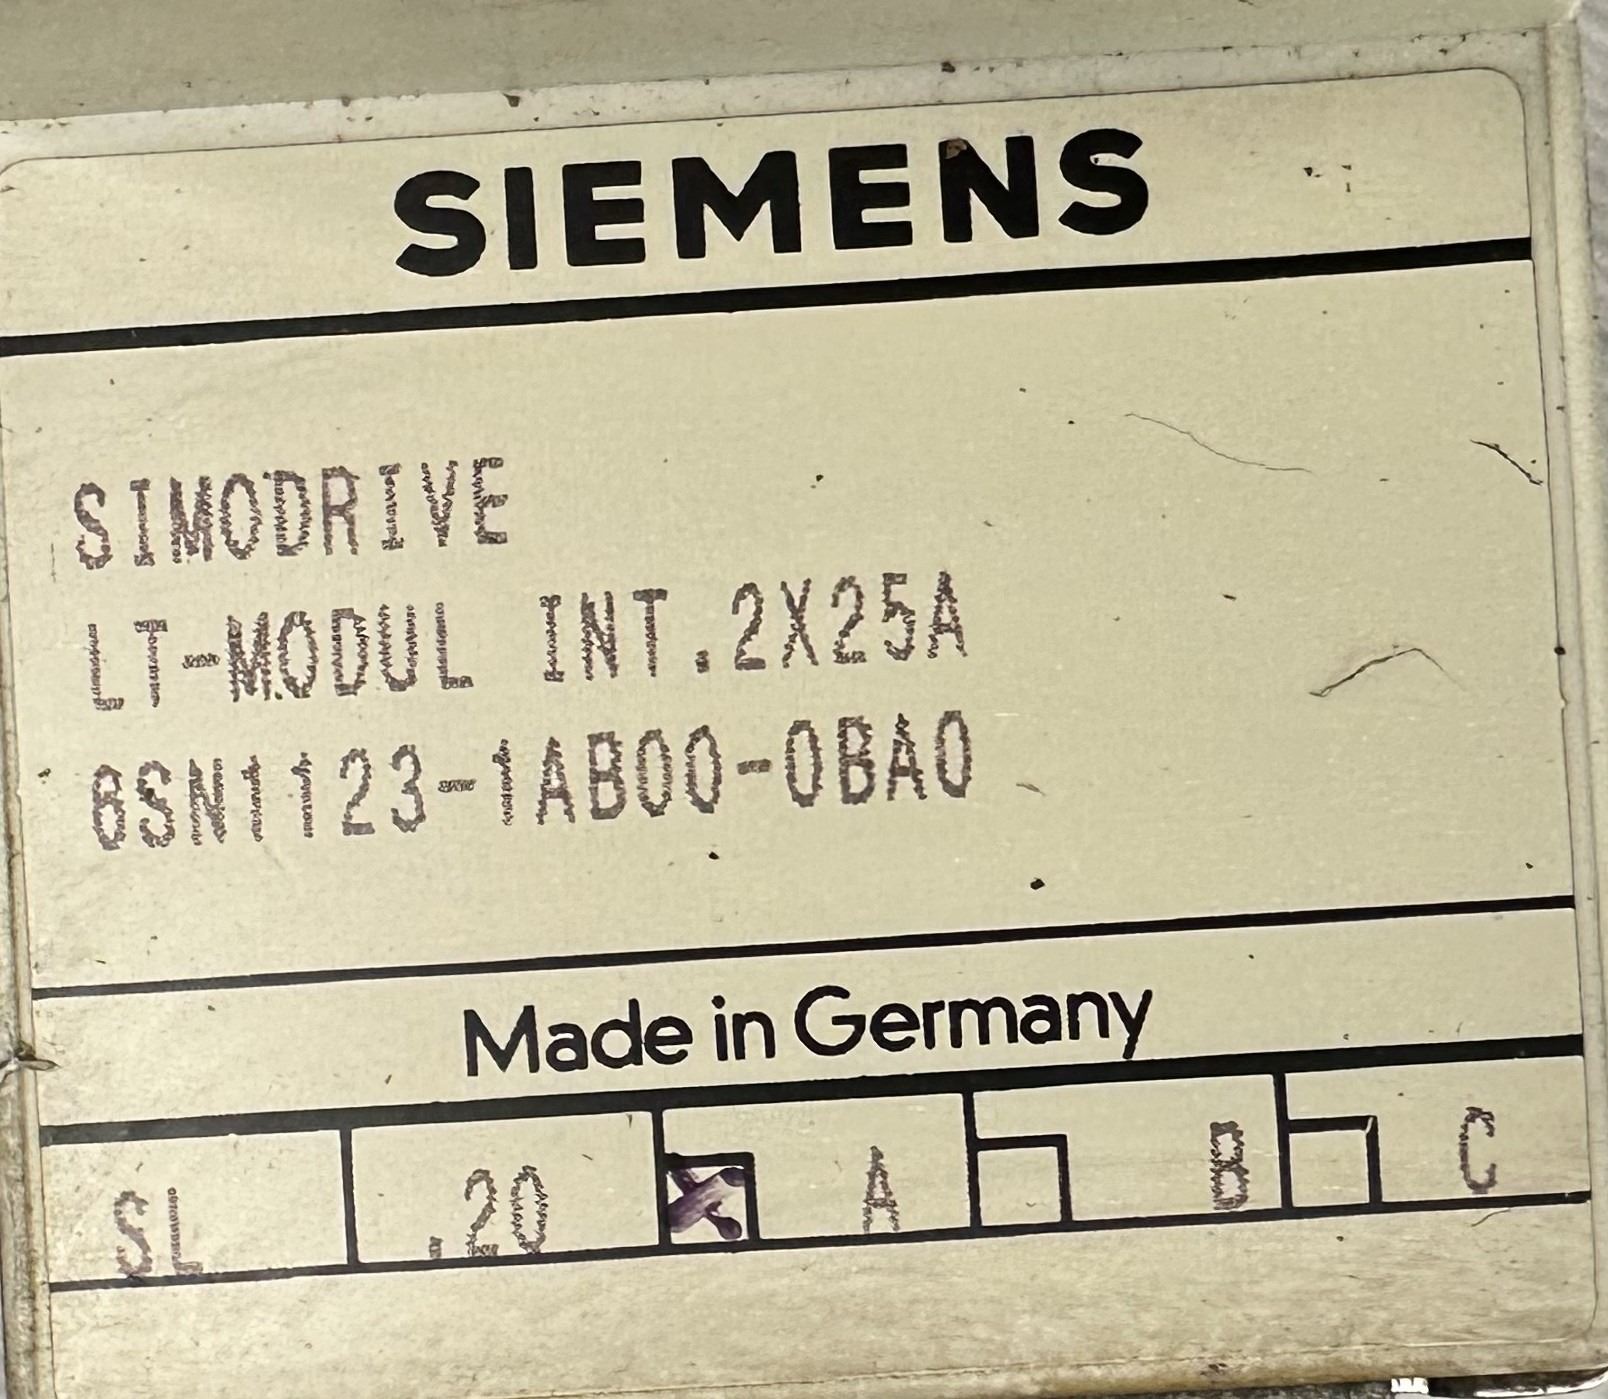 SIEMENS
SIMODRIVE
LT-MODUL INT.2X25A
6SN1123-1AB00-0BA0
Made in Germany
SL .20 A B C